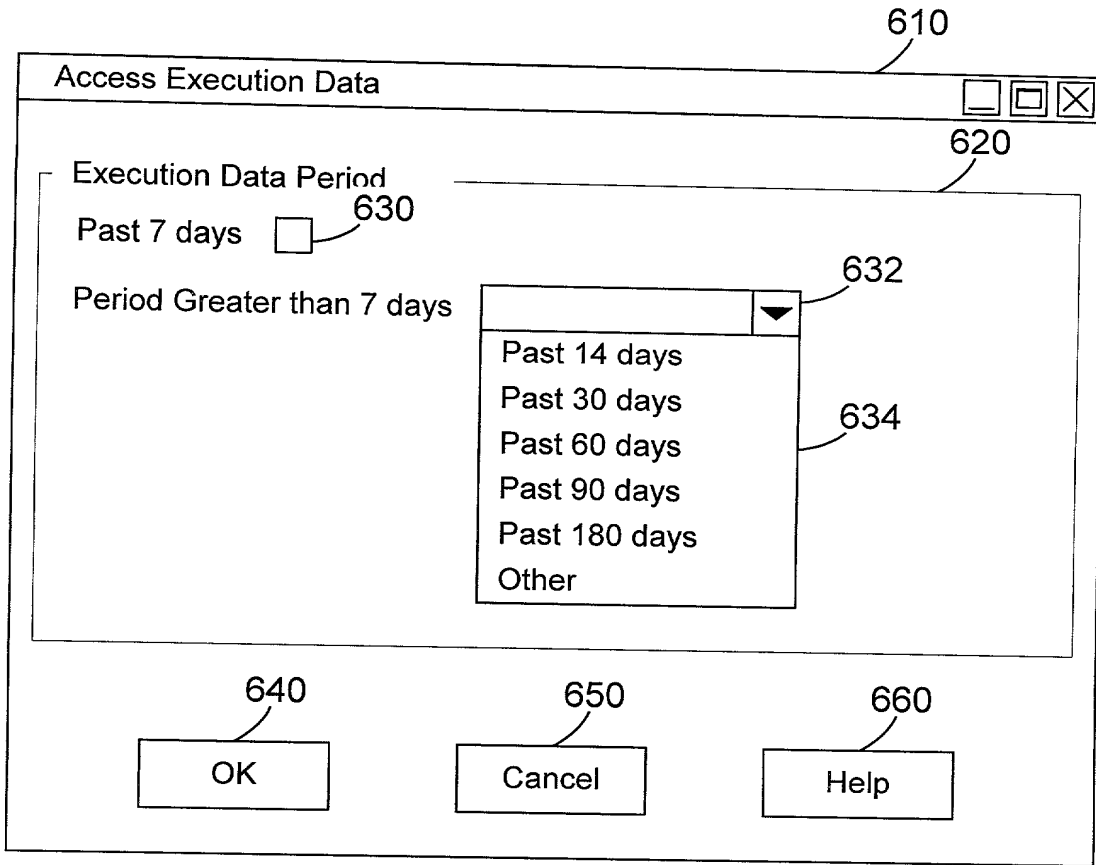 610
Access Execution Data
620
Execution Data Period
630
Past 7 days
632
Period Greater than 7 days
Past 14 days
Past 30 days
634
Past 60 days
Past 90 days
Past 180 days
Other
640
650
660
OK
Cancel
Help